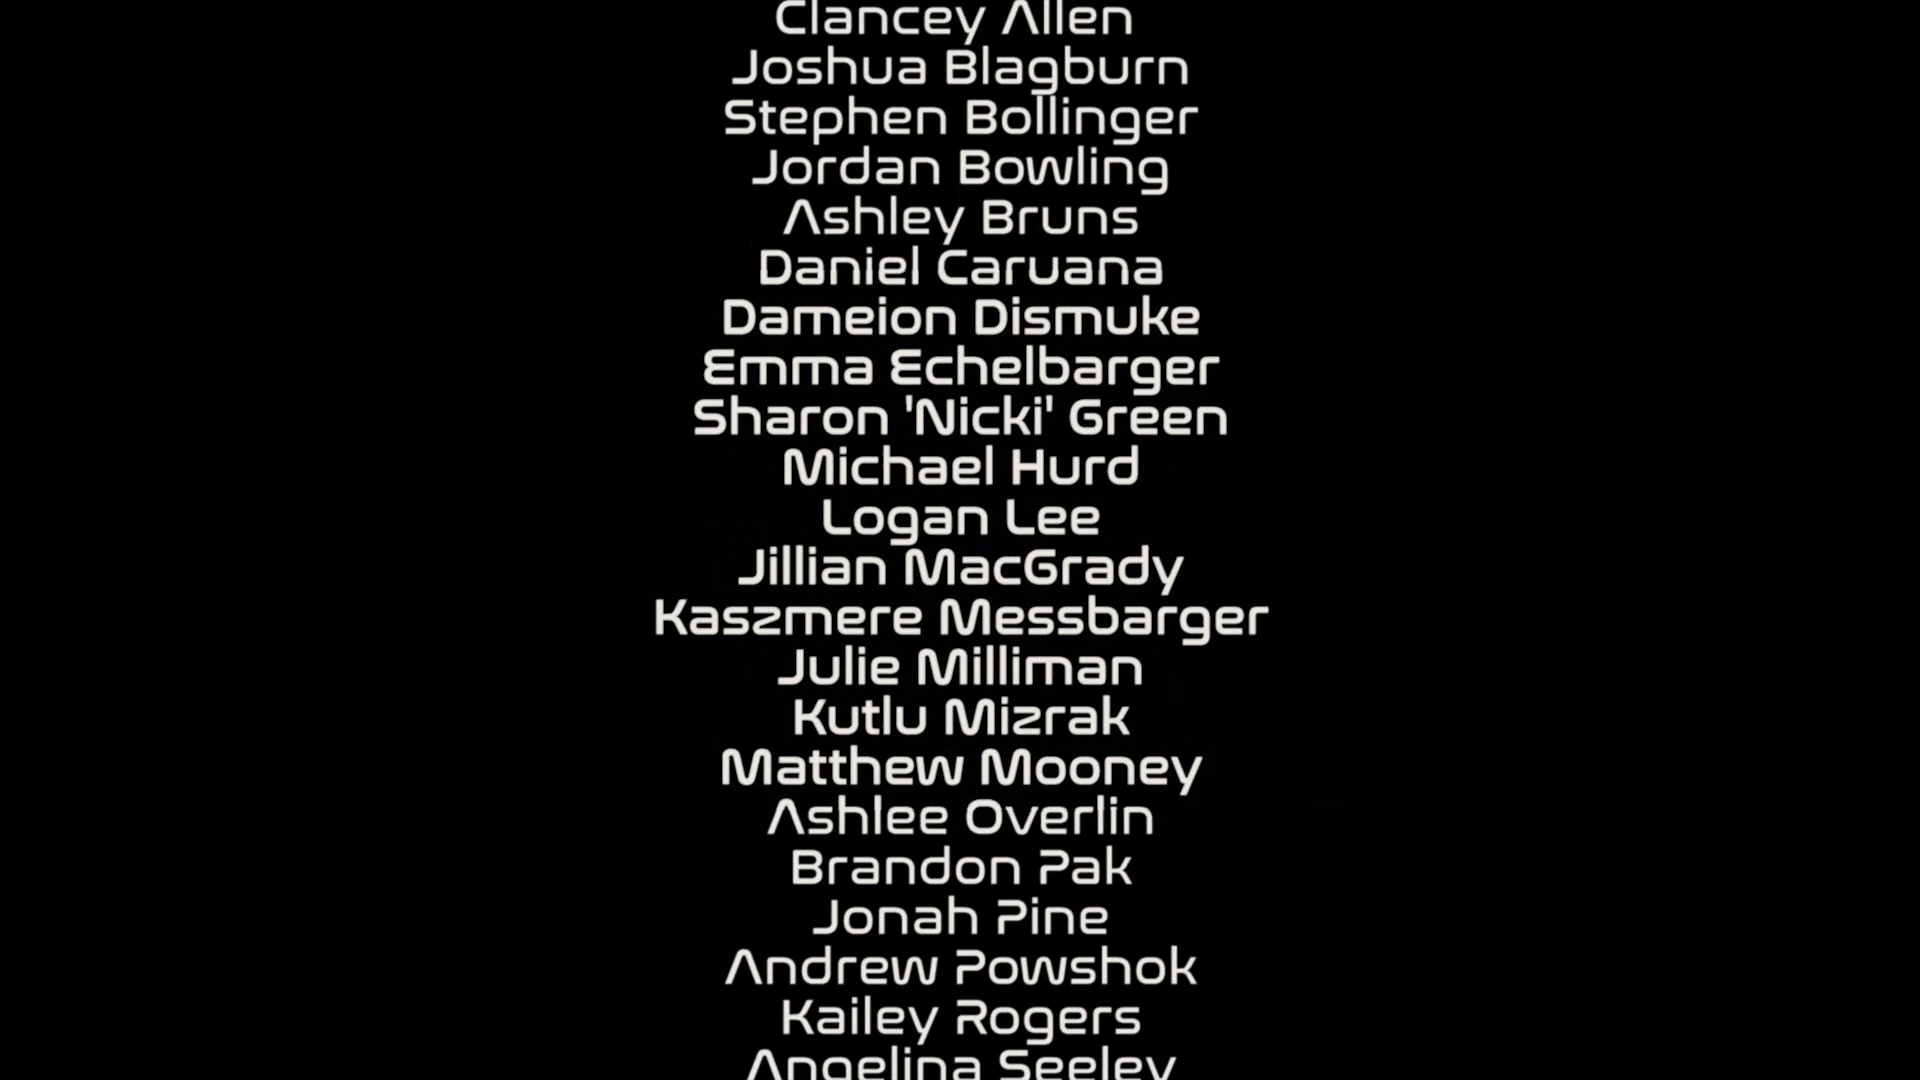 Clancey Allen
Joshua Blagburn
Stephen Bollinger
Jordan Bowling
Ashley Bruns
Daniel Caruana
Dameion Dismuke
Emma Echelbarger
Sharon 'Nicki' Green
Michael Hurd
Logan Lee
Jillian MacGrady
Kaszmere Messbarger
Julie Milliman
Kutlu Mizrak
Matthew Mooney
Ashlee Overlin
Brandon Pak
Jonah Pine
Andrew Powshok
Kailey Rogers
Angelina Seeley